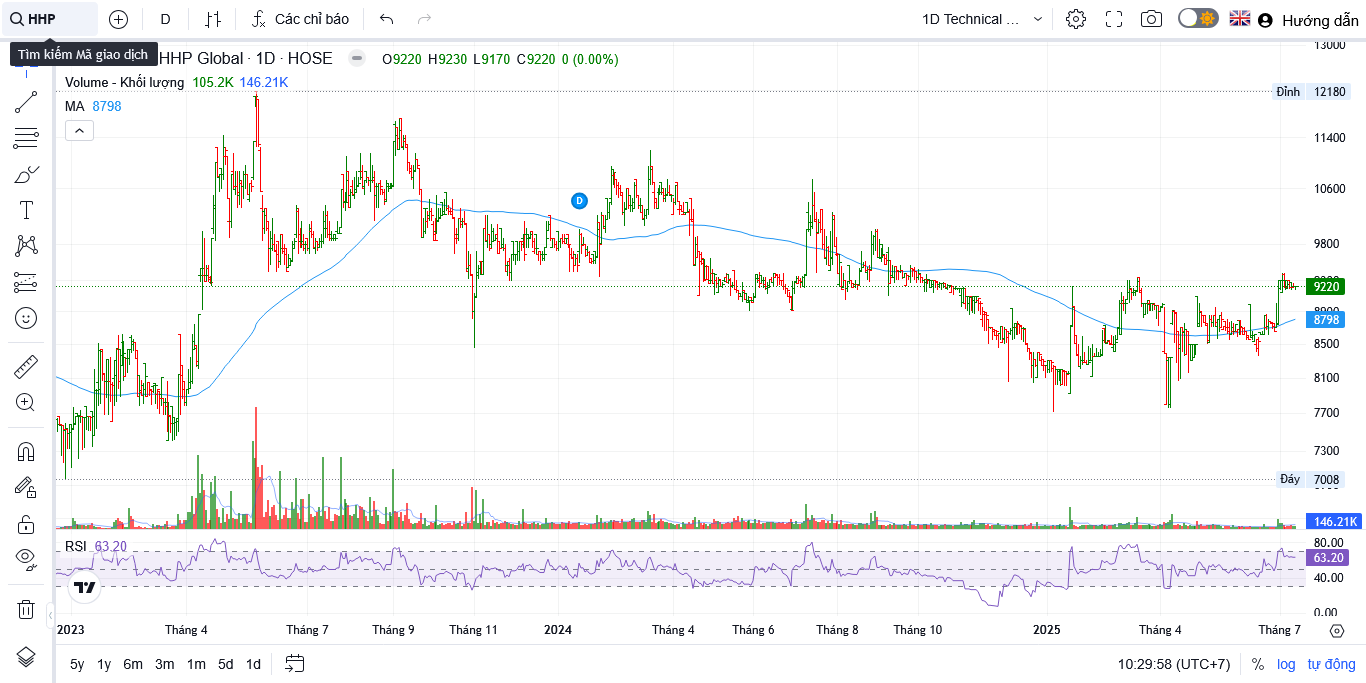 HHP
D
Các chỉ báo
1D Technical ...
Hướng dẫn
Tìm kiếm Mã giao dịch
HHP Global · 1D · HOSE
O9220 H9230 L9170 C9220 0 (0.00%)
Volume - Khối lượng 105.2K 146.21K
MA 8798
13000
Đỉnh 12180
11400
10600
D
9800
9220
8798
8500
8100
7700
7300
Đáy 7008
146.21K
RSI 63.20
80.00
63.20
40.00
0.00
2023 Tháng 4 Tháng 7 Tháng 9 Tháng 11 2024 Tháng 4 Tháng 6 Tháng 8 Tháng 10 2025 Tháng 4 Tháng 7
5y 1y 6m 3m 1m 5d 1d
10:29:58 (UTC+7) % log tự động